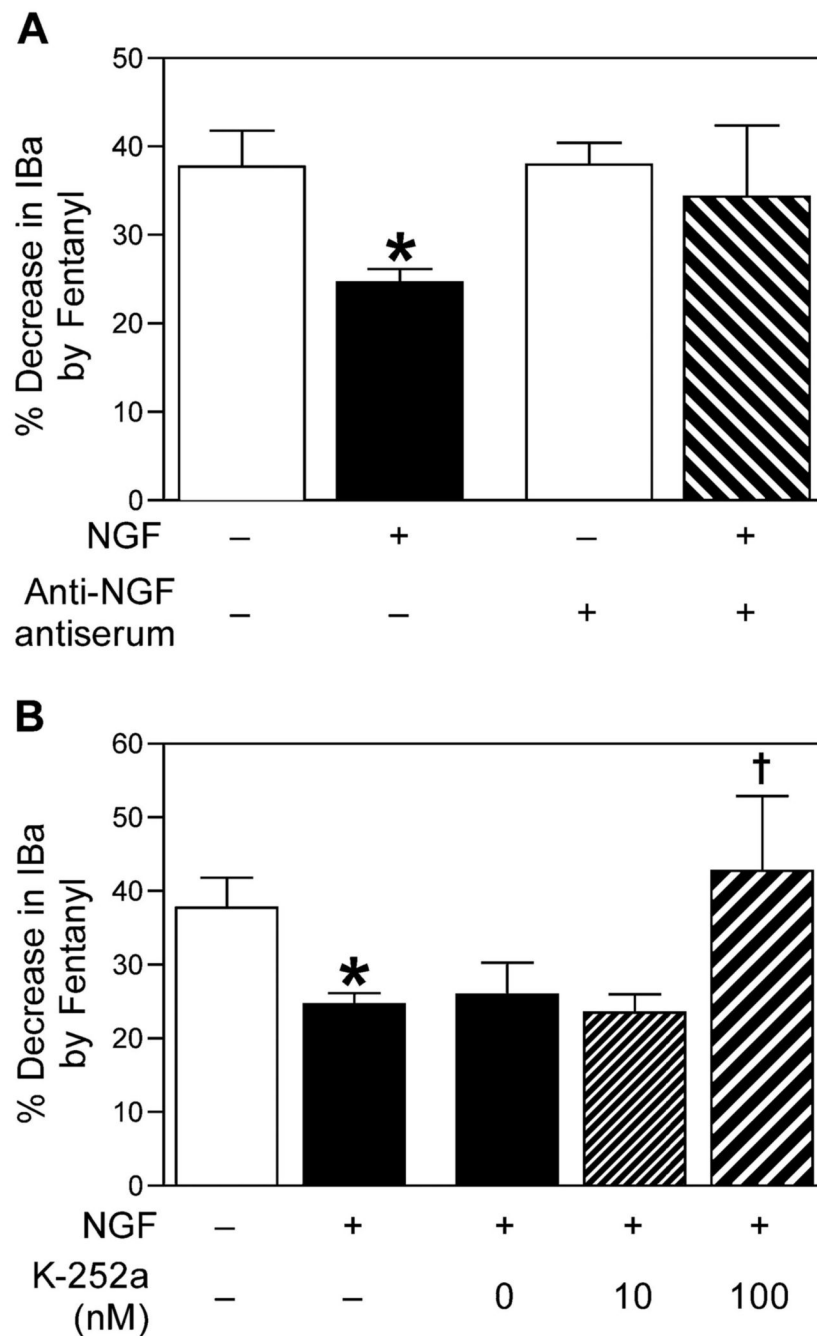 A
50
40
30
20
10
0
% Decrease in IBa
by Fentanyl
*
NGF – + – +
Anti-NGF
antiserum – – + +
B
60
50
40
30
20
10
0
% Decrease in IBa
by Fentanyl
*
†
NGF – + + + +
K-252a
(nM) – – 0 10 100